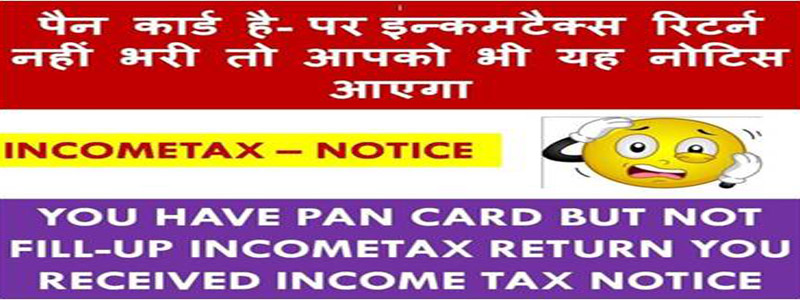 पैन कार्ड है- पर इन्कमटैक्स रिटर्न
नहीं भरी तो आपको भी यह नोटिस
आएगा
INCOMETAX – NOTICE
YOU HAVE PAN CARD BUT NOT
FILL-UP INCOMETAX RETURN YOU
RECEIVED INCOME TAX NOTICE